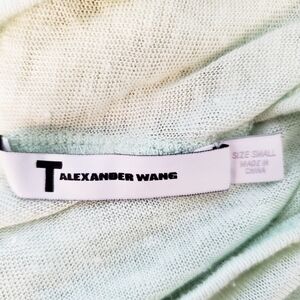 T ALEXANDER WANG
SIZE SMALL
MADE IN
CHINA